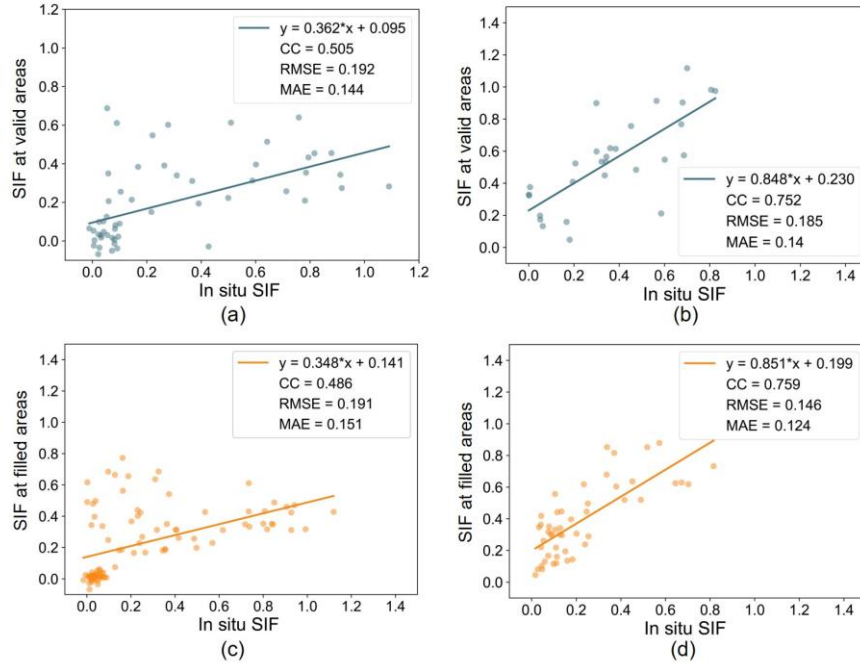 y = 0.362*x + 0.095
CC = 0.505
RMSE = 0.192
MAE = 0.144
SIF at valid areas
1.2
1.0
0.8
0.6
0.4
0.2
0.0
0.0 0.2 0.4 0.6 0.8 1.0 1.2
In situ SIF
(a)
y = 0.848*x + 0.230
CC = 0.752
RMSE = 0.185
MAE = 0.14
SIF at valid areas
1.4
1.2
1.0
0.8
0.6
0.4
0.2
0.0
0.0 0.2 0.4 0.6 0.8 1.0 1.2 1.4
In situ SIF
(b)
y = 0.348*x + 0.141
CC = 0.486
RMSE = 0.191
MAE = 0.151
SIF at filled areas
1.4
1.2
1.0
0.8
0.6
0.4
0.2
0.0
0.0 0.2 0.4 0.6 0.8 1.0 1.2 1.4
In situ SIF
(c)
y = 0.851*x + 0.199
CC = 0.759
RMSE = 0.146
MAE = 0.124
SIF at filled areas
1.4
1.2
1.0
0.8
0.6
0.4
0.2
0.0
0.0 0.2 0.4 0.6 0.8 1.0 1.2 1.4
In situ SIF
(d)